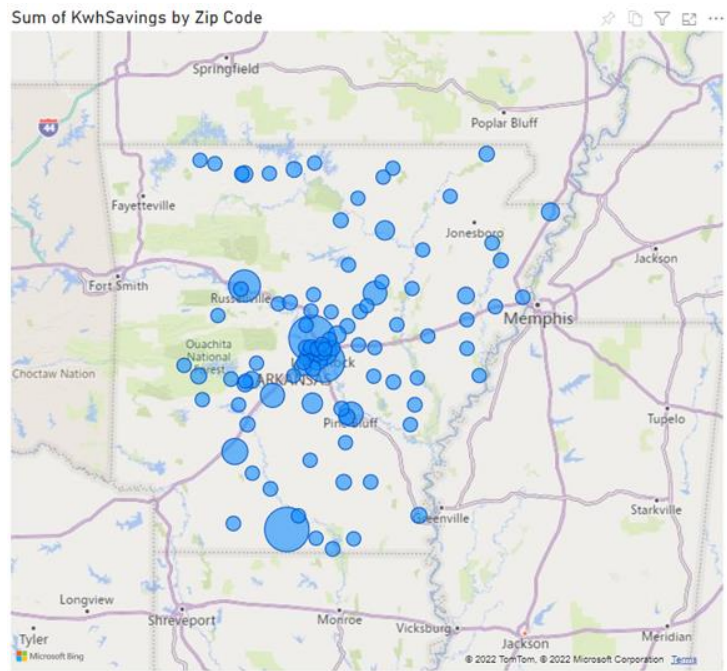 Sum of KwhSavings by Zip Code
Springfield
44
Poplar Bluff
Fayetteville
Jonesboro
Jackson
Fort Smith
Russellville
Memphis
Ouachita
National
Forest
Choctaw Nation
ARKANSAS
Tupelo
Pine Bluff
Starkville
Greenville
Longview
Shreveport
Monroe
Vicksburg
Jackson
Meridian
Tyler
Microsoft Bing
© 2022 TomTom, © 2022 Microsoft Corporation Terms